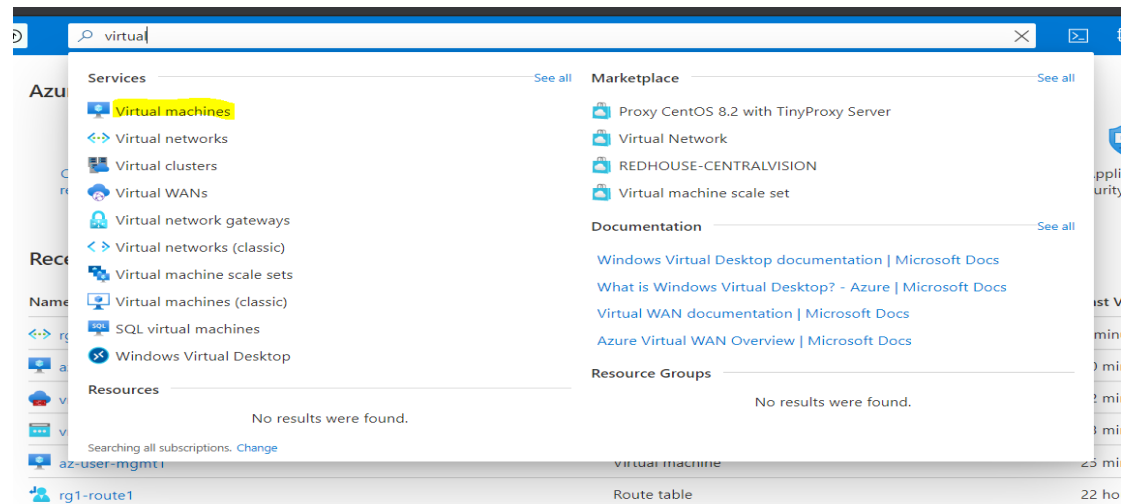 virtual
Services
See all
Virtual machines
Virtual networks
Virtual clusters
Virtual WANs
Virtual network gateways
Virtual networks (classic)
Virtual machine scale sets
Virtual machines (classic)
SQL virtual machines
Windows Virtual Desktop
Resources
No results were found.
Searching all subscriptions. Change
Marketplace
See all
Proxy CentOS 8.2 with TinyProxy Server
Virtual Network
REDHOUSE-CENTRALVISION
Virtual machine scale set
Documentation
See all
Windows Virtual Desktop documentation | Microsoft Docs
What is Windows Virtual Desktop? - Azure | Microsoft Docs
Virtual WAN documentation | Microsoft Docs
Azure Virtual WAN Overview | Microsoft Docs
Resource Groups
No results were found.
Name
az-user-mgmt1 Virtual machine 25
rg1-route1 Route table 22